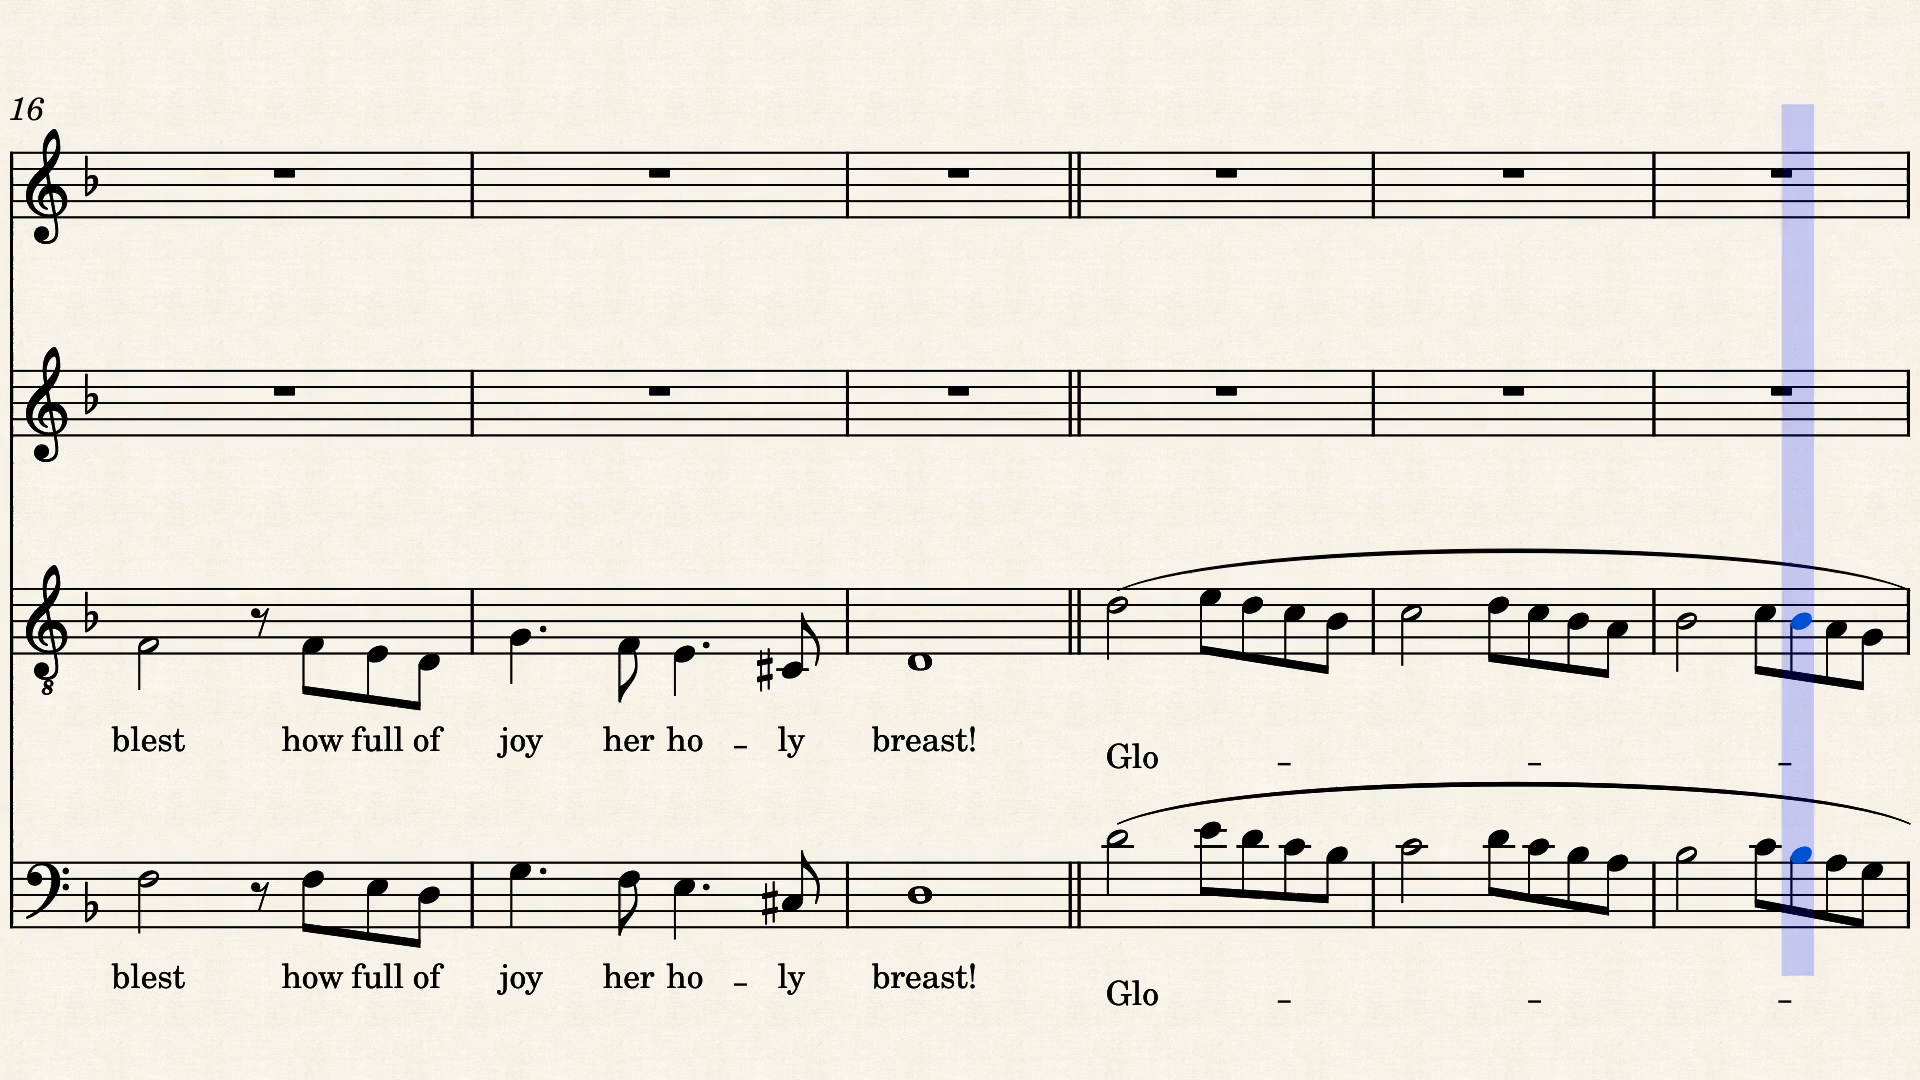 16
8
blest how full of joy her ho – ly breast! Glo – – –
blest how full of joy her ho – ly breast! Glo – – –